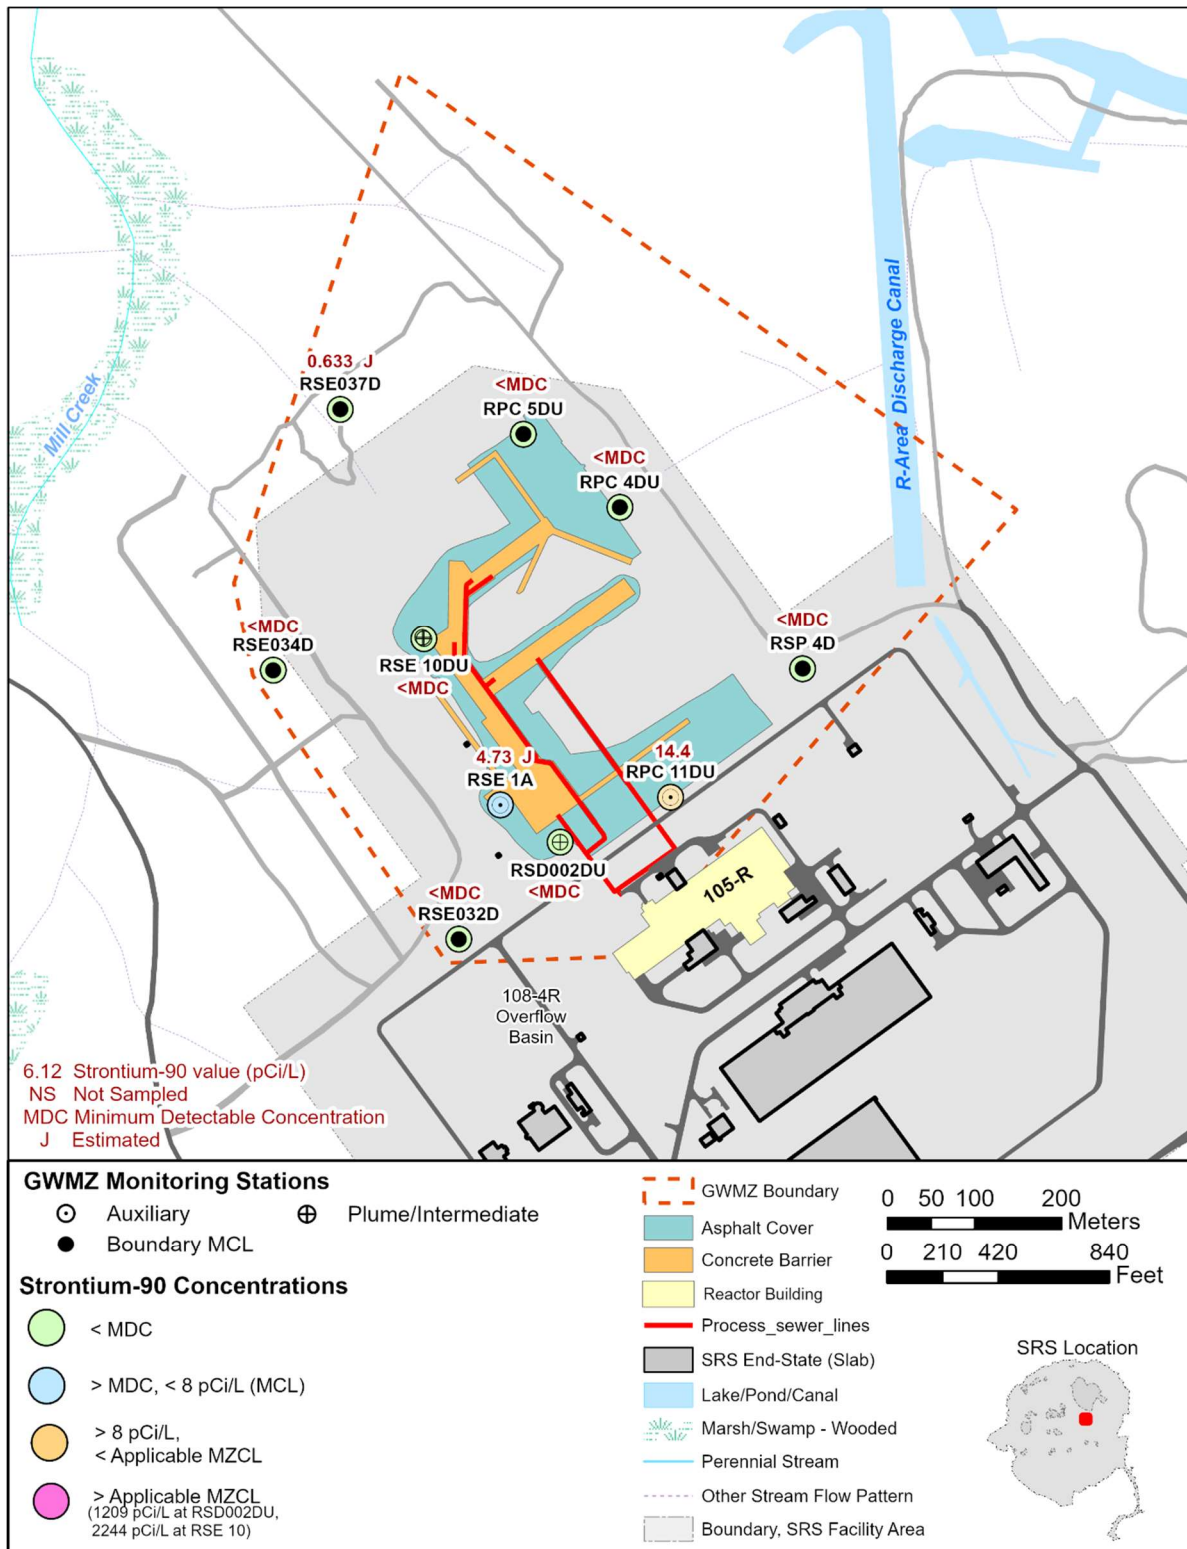 Mill Creek
R-Area Discharge Canal
0.633 J
RSE037D
<MDC
RPC 5DU
<MDC
RPC 4DU
<MDC
RSE034D
RSE 10DU
<MDC
<MDC
RSP 4D
4.73 J
RSE 1A
14.4
RPC 11DU
RSD002DU
<MDC
<MDC
RSE032D
105-R
108-4R
Overflow
Basin
6.12 Strontium-90 value (pCi/L)
NS Not Sampled
MDC Minimum Detectable Concentration
J Estimated
GWMZ Monitoring Stations
Auxiliary
Plume/Intermediate
Boundary MCL
Strontium-90 Concentrations
< MDC
> MDC, < 8 pCi/L (MCL)
> 8 pCi/L,
< Applicable MZCL
> Applicable MZCL
(1209 pCi/L at RSD002DU,
2244 pCi/L at RSE 10)
GWMZ Boundary
Asphalt Cover
Concrete Barrier
Reactor Building
Process_sewer_lines
SRS End-State (Slab)
Lake/Pond/Canal
Marsh/Swamp - Wooded
Perennial Stream
Other Stream Flow Pattern
Boundary, SRS Facility Area
0 50 100 200
Meters
0 210 420 840
Feet
SRS Location